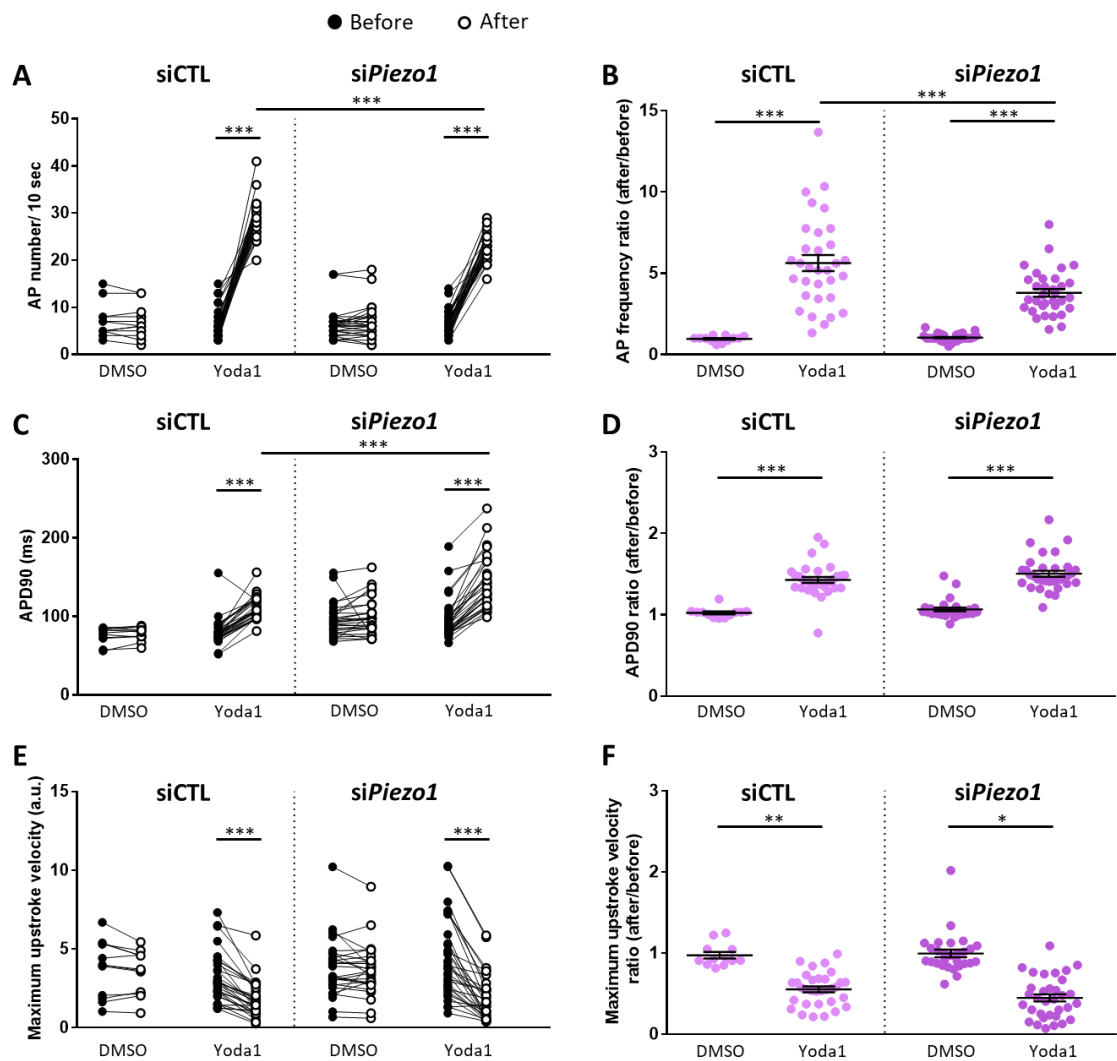 Before After
A siCTL siPiezo1
***
*** ***
AP number/ 10 sec
50
40
30
20
10
0
DMSO Yoda1 DMSO Yoda1
B siCTL siPiezo1
***
*** ***
AP frequency ratio (after/before)
15
10
5
0
DMSO Yoda1 DMSO Yoda1
C siCTL siPiezo1
***
*** ***
APD90 (ms)
300
200
100
0
DMSO Yoda1 DMSO Yoda1
D siCTL siPiezo1
*** ***
APD90 ratio (after/before)
3
2
1
0
DMSO Yoda1 DMSO Yoda1
E siCTL siPiezo1
*** ***
Maximum upstroke velocity (a.u.)
15
10
5
0
DMSO Yoda1 DMSO Yoda1
F siCTL siPiezo1
** *
Maximum upstroke velocity
ratio (after/before)
3
2
1
0
DMSO Yoda1 DMSO Yoda1